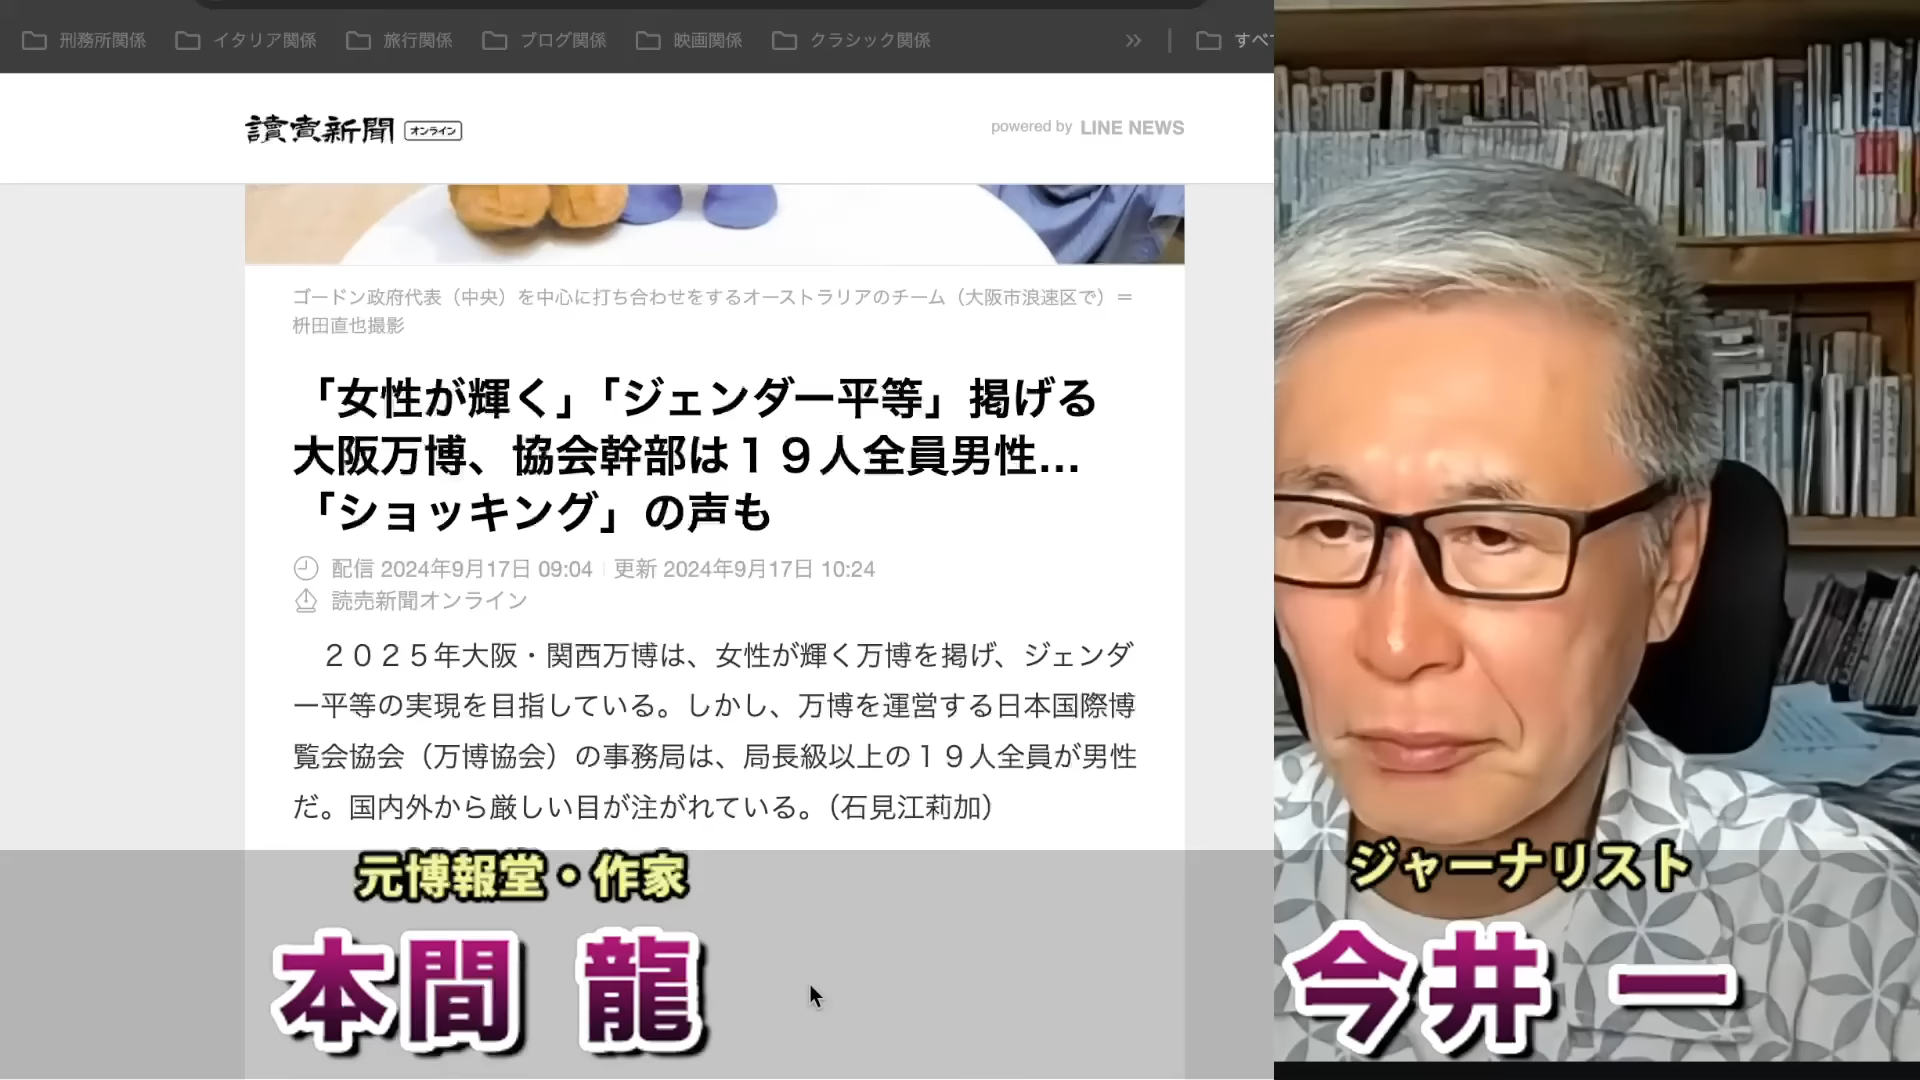 刑務所関係 イタリア関係 旅行関係 ブログ関係 映画関係 クラシック関係 » すべ
讀賣新聞 オンライン
powered by LINE NEWS
ゴードン政府代表（中央）を中心に打ち合わせをするオーストラリアのチーム（大阪市浪速区で）＝
枡田直也撮影
「女性が輝く」「ジェンダー平等」掲げる
大阪万博、協会幹部は１９人全員男性…
「ショッキング」の声も
配信 2024年9月17日 09:04 更新 2024年9月17日 10:24
読売新聞オンライン
２０２５年大阪・関西万博は、女性が輝く万博を掲げ、ジェンダ
ー平等の実現を目指している。しかし、万博を運営する日本国際博
覧会協会（万博協会）の事務局は、局長級以上の１９人全員が男性
だ。国内外から厳しい目が注がれている。（石見江莉加）
元博報堂・作家
本間 龍
ジャーナリスト
今井 一